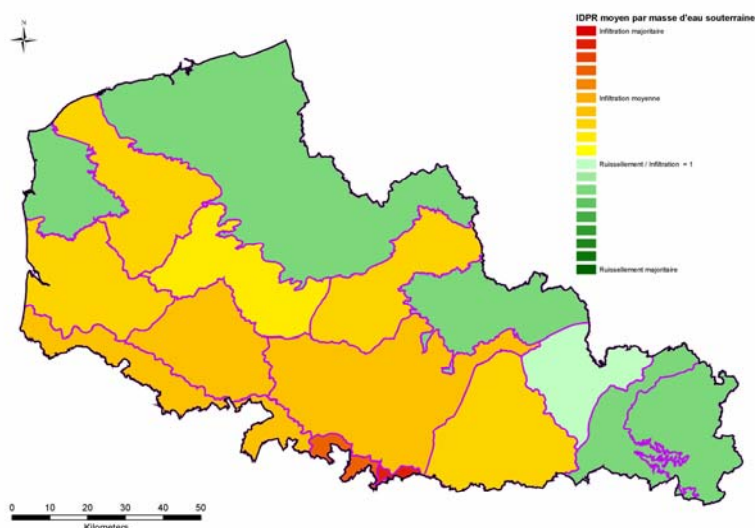 IDPR moyen par masse d'eau souterraine
Infiltration majoritaire
Infiltration moyenne
Ruissellement / Infiltration = 1
Ruissellement majoritaire
N
0 10 20 30 40 50
Kilometers